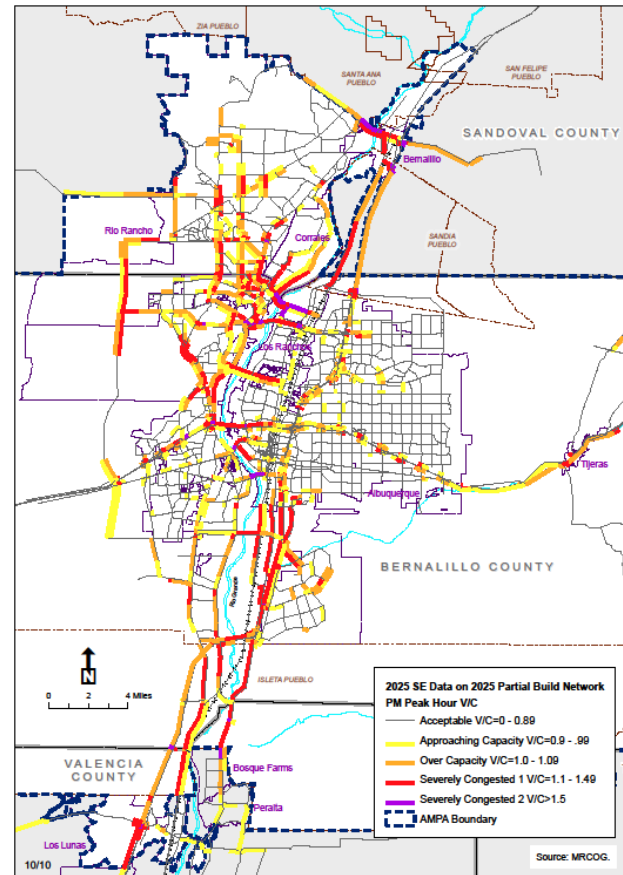 ZIA PUEBLO
SANTA ANA
PUEBLO
SAN FELIPE
PUEBLO
SANDOVAL COUNTY
Bernalillo
SANDIA
PUEBLO
Rio Rancho
Corrales
Los Ranchos
Tijeras
Albuquerque
BERNALILLO COUNTY
Rio Grande
N
0 2 4 Miles
ISLETA PUEBLO
VALENCIA
COUNTY
Bosque Farms
Peralta
Los Lunas
10/10
2025 SE Data on 2025 Partial Build Network
PM Peak Hour V/C
Acceptable V/C=0 - 0.89
Approaching Capacity V/C=0.9 - .99
Over Capacity V/C=1.0 - 1.09
Severely Congested 1 V/C=1.1 - 1.49
Severely Congested 2 V/C>1.5
AMPA Boundary
Source: MRCOG.